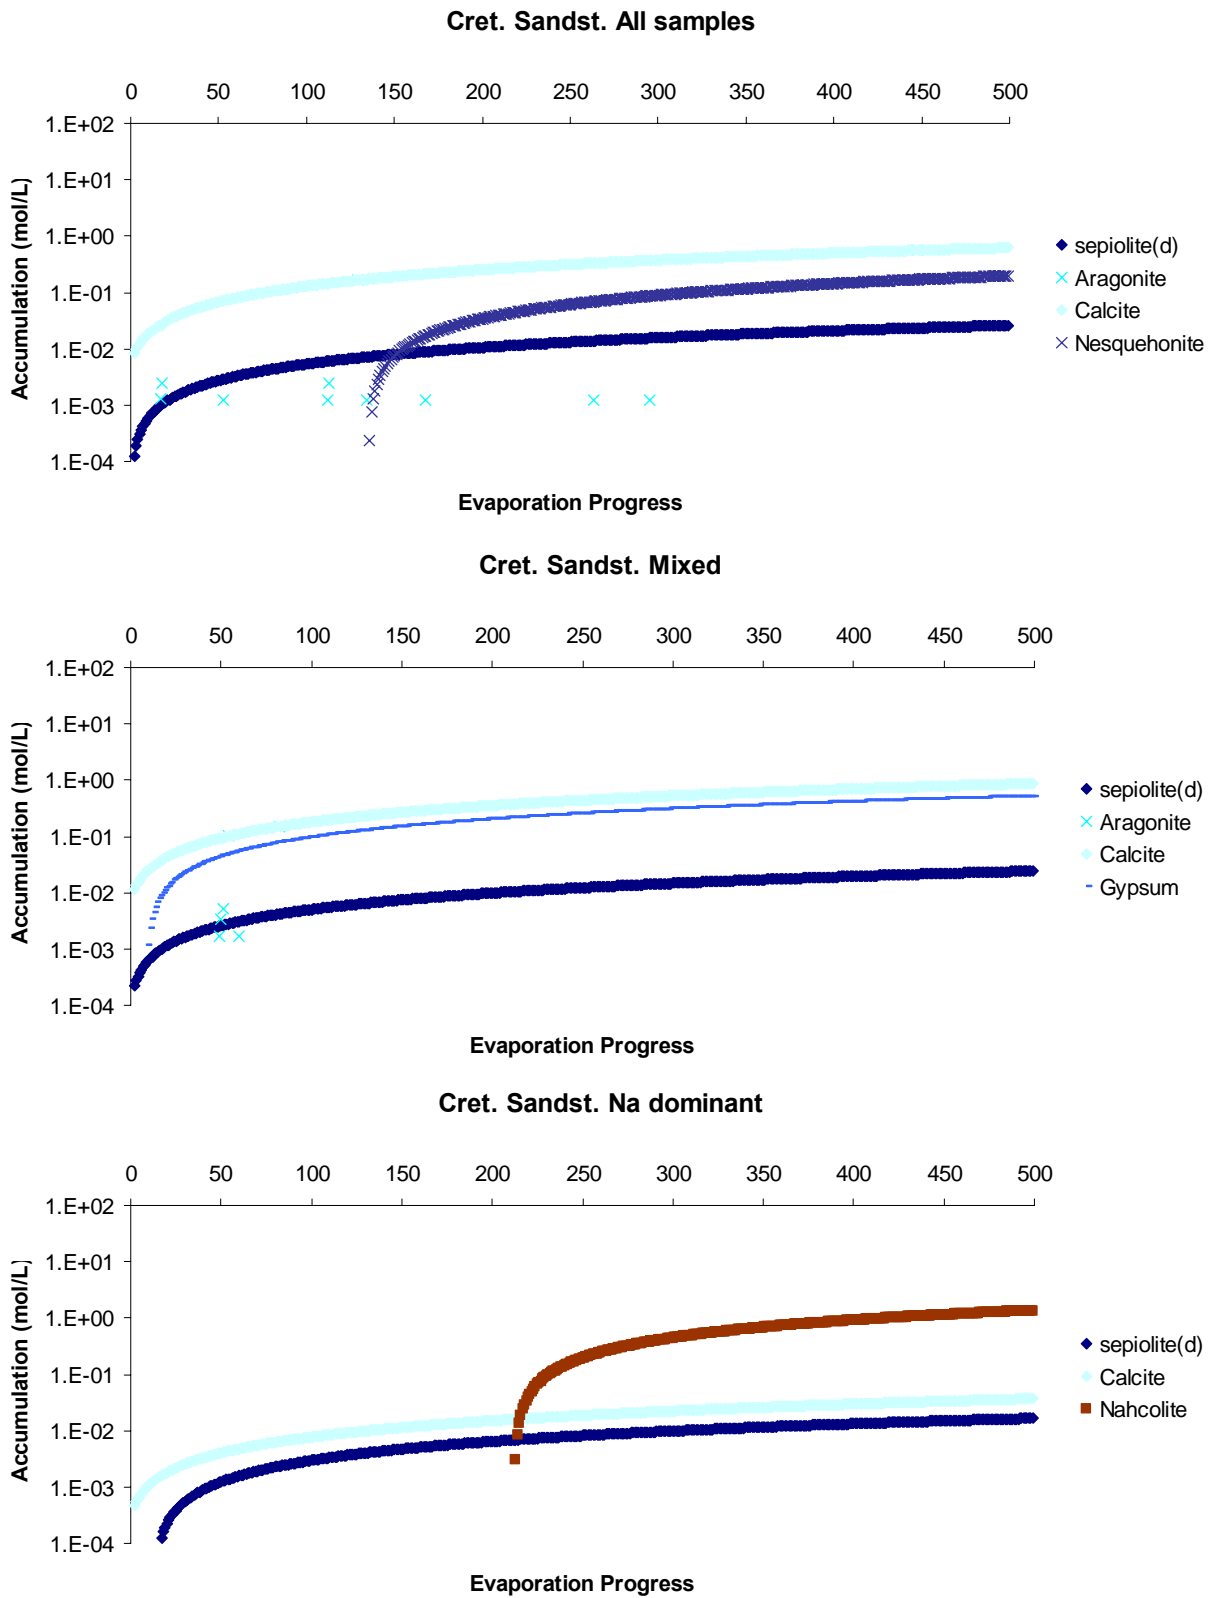 Cret. Sandst. All samples
0 50 100 150 200 250 300 350 400 450 500
1.E+02
1.E+01
1.E+00
1.E-01
1.E-02
1.E-03
1.E-04
Accumulation (mol/L)
Evaporation Progress
sepiolite(d)
Aragonite
Calcite
Nesquehonite
Cret. Sandst. Mixed
0 50 100 150 200 250 300 350 400 450 500
1.E+02
1.E+01
1.E+00
1.E-01
1.E-02
1.E-03
1.E-04
Accumulation (mol/L)
Evaporation Progress
sepiolite(d)
Aragonite
Calcite
Gypsum
Cret. Sandst. Na dominant
0 50 100 150 200 250 300 350 400 450 500
1.E+02
1.E+01
1.E+00
1.E-01
1.E-02
1.E-03
1.E-04
Accumulation (mol/L)
Evaporation Progress
sepiolite(d)
Calcite
Nahcolite